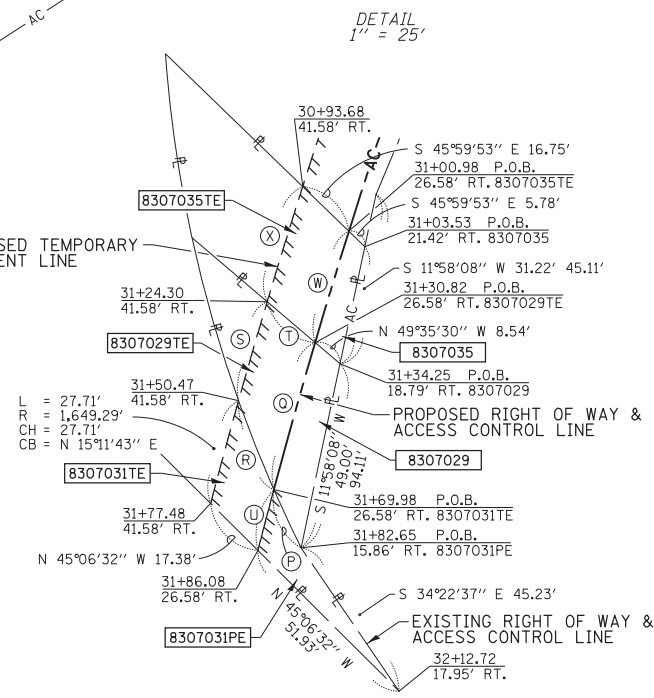 AC
DETAIL
1" = 25'
30+93.68
41.58' RT.
AC
S 45°59'53" E 16.75'
31+00.98 P.O.B.
26.58' RT. 8307035TE
S 45°59'53" E 5.78'
31+03.53 P.O.B.
21.42' RT. 8307035
8307035TE
X
SED TEMPORARY
ENT LINE
W
S 11°58'08" W 31.22' 45.11'
31+30.82 P.O.B.
26.58' RT. 8307029TE
AC
31+24.30
41.58' RT.
T
N 49°35'30" W 8.54'
8307029TE
S
8307035
31+34.25 P.O.B.
18.79' RT. 8307029
31+50.47
41.58' RT.
L = 27.71'
R = 1,649.29'
CH = 27.71'
CB = N 15°11'43" E
Q
PROPOSED RIGHT OF WAY &
ACCESS CONTROL LINE
S 11°58'08" W
49.00'
94.11'
8307029
8307031TE
R
31+69.98 P.O.B.
26.58' RT. 8307031TE
31+77.48
41.58' RT.
U
31+82.65 P.O.B.
15.86' RT. 8307031PE
N 45°06'32" W 17.38'
P
31+86.08
26.58' RT.
S 34°22'37" E 45.23'
N 45°06'32" W
51.93'
EXISTING RIGHT OF WAY &
ACCESS CONTROL LINE
8307031PE
32+12.72
17.95' RT.